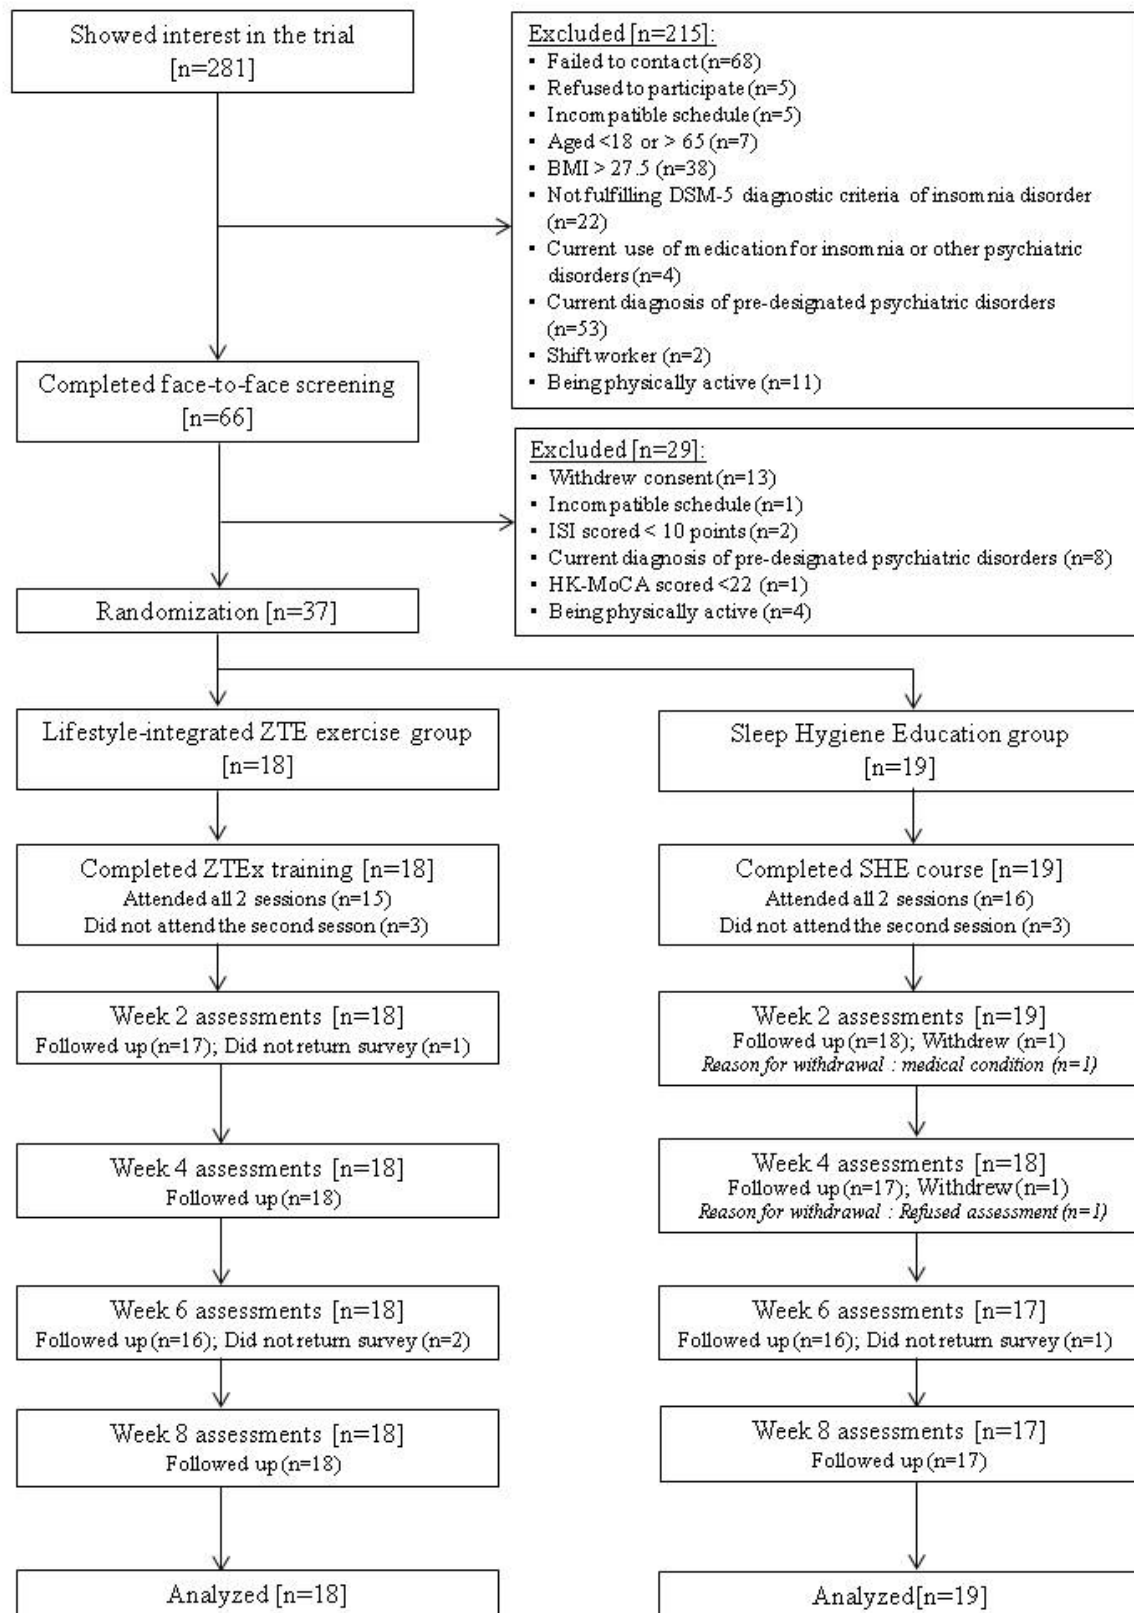 Showed interest in the trial
[n=281]
Excluded [n=215]:
▪ Failed to contact (n=68)
▪ Refused to participate (n=5)
▪ Incompatible schedule (n=5)
▪ Aged <18 or > 65 (n=7)
▪ BMI > 27.5 (n=38)
▪ Not fulfilling DSM-5 diagnostic criteria of insomnia disorder
(n=22)
▪ Current use of medication for insomnia or other psychiatric
disorders (n=4)
▪ Current diagnosis of pre-designated psychiatric disorders
(n=53)
▪ Shift worker (n=2)
▪ Being physically active (n=11)
Completed face-to-face screening
[n=66]
Excluded [n=29]:
▪ Withdrew consent (n=13)
▪ Incompatible schedule (n=1)
▪ ISI scored < 10 points (n=2)
▪ Current diagnosis of pre-designated psychiatric disorders (n=8)
▪ HK-MoCA scored <22 (n=1)
▪ Being physically active (n=4)
Randomization [n=37]
Lifestyle-integrated ZTE exercise group
[n=18]
Sleep Hygiene Education group
[n=19]
Completed ZTEx training [n=18]
Attended all 2 sessions (n=15)
Did not attend the second sesson (n=3)
Completed SHE course [n=19]
Attended all 2 sessions (n=16)
Did not attend the second session (n=3)
Week 2 assessments [n=18]
Followed up (n=17); Did not return survey (n=1)
Week 2 assessments [n=19]
Followed up (n=18); Withdrew (n=1)
Reason for withdrawal : medical condition (n=1)
Week 4 assessments [n=18]
Followed up (n=18)
Week 4 assessments [n=18]
Followed up (n=17); Withdrew (n=1)
Reason for withdrawal : Refused assessment (n=1)
Week 6 assessments [n=18]
Followed up (n=16); Did not return survey (n=2)
Week 6 assessments [n=17]
Followed up (n=16); Did not return survey (n=1)
Week 8 assessments [n=18]
Followed up (n=18)
Week 8 assessments [n=17]
Followed up (n=17)
Analyzed [n=18]
Analyzed[n=19]